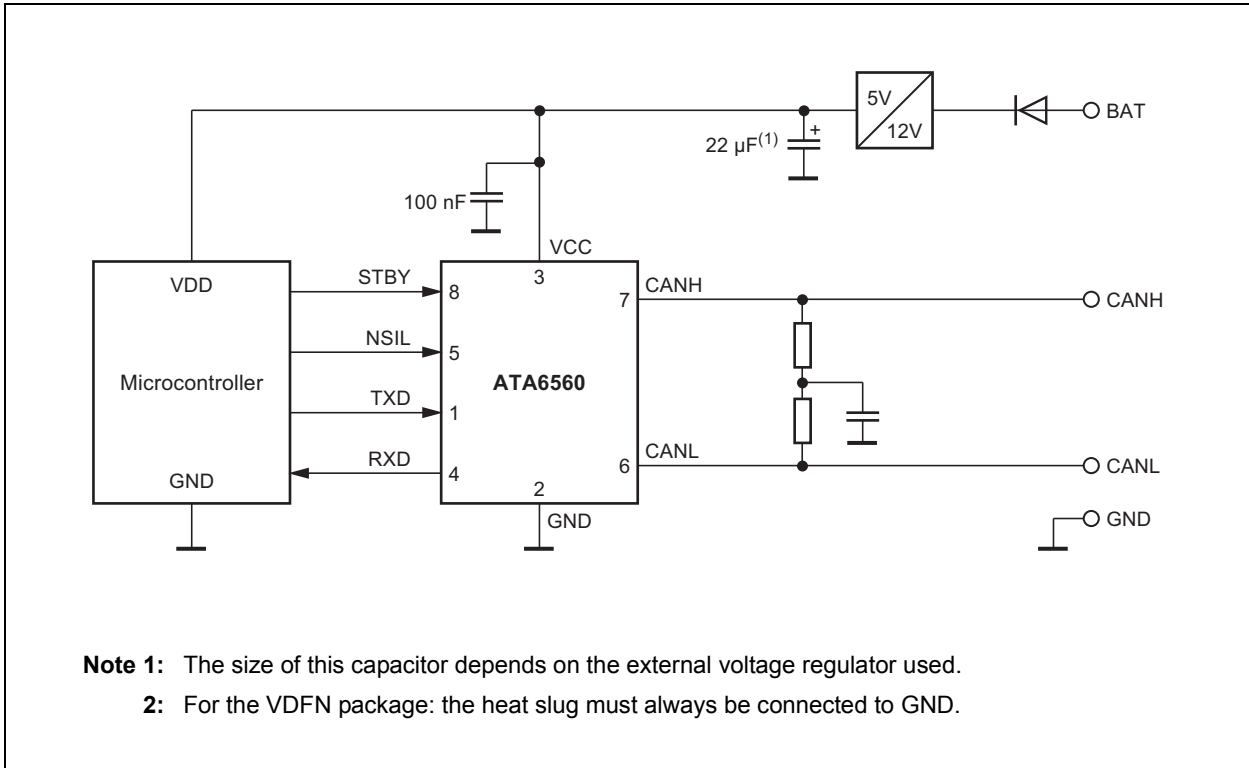 5V
12V
BAT
22 µF(1)
+
100 nF
VCC
VDD
STBY
8
3
7
CANH
CANH
NSIL
5
Microcontroller
ATA6560
TXD
1
RXD
4
6
CANL
CANL
GND
2
GND
GND
Note 1: The size of this capacitor depends on the external voltage regulator used.
2: For the VDFN package: the heat slug must always be connected to GND.